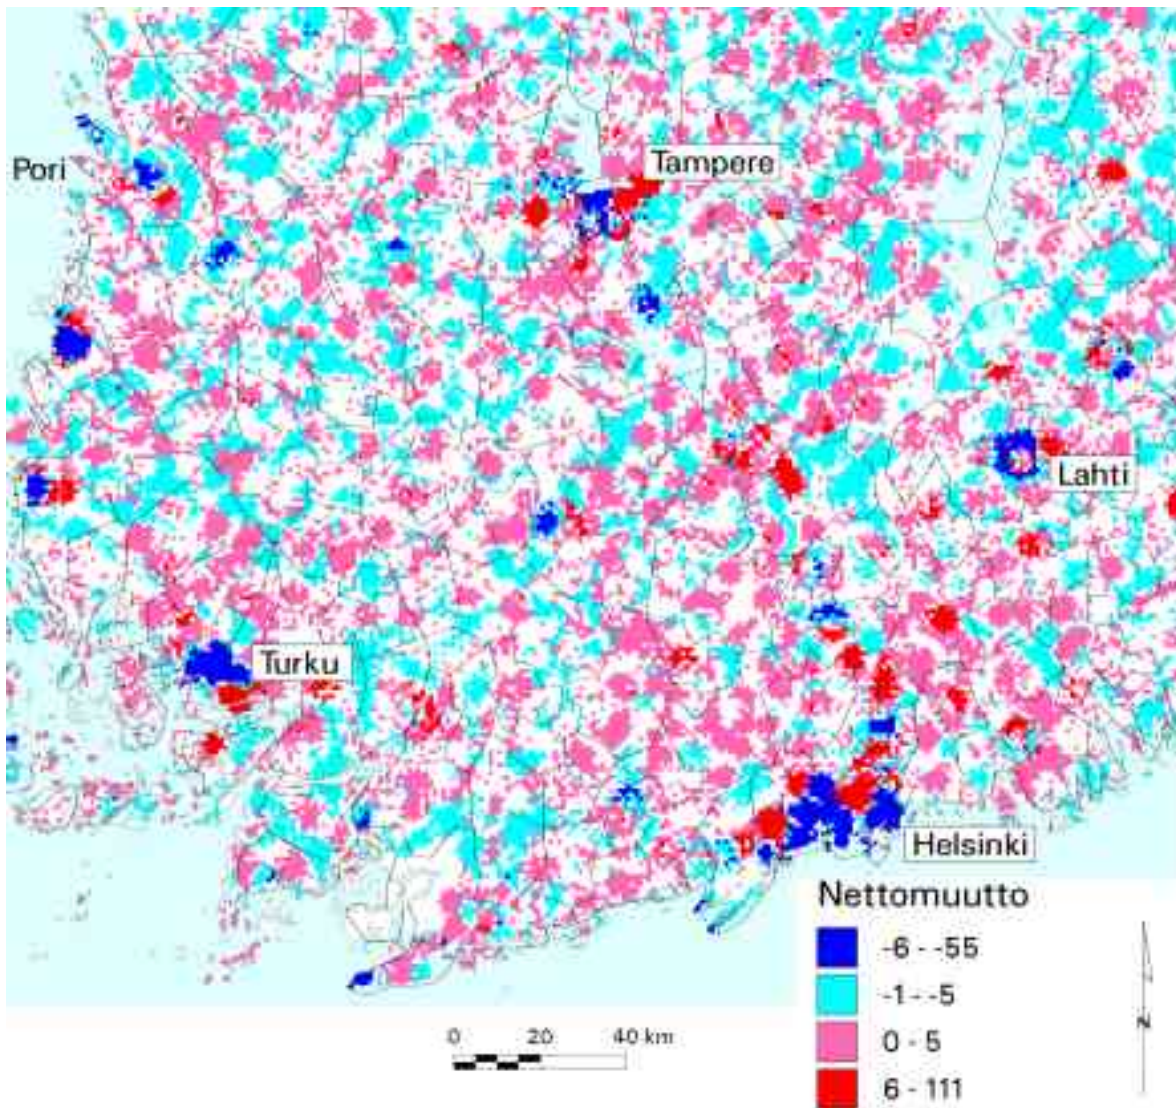 Pori
Tampere
Lahti
Turku
Helsinki
Nettomuutto
-6 - -55
-1 - -5
0 - 5
6 - 111
0 20 40 km
N